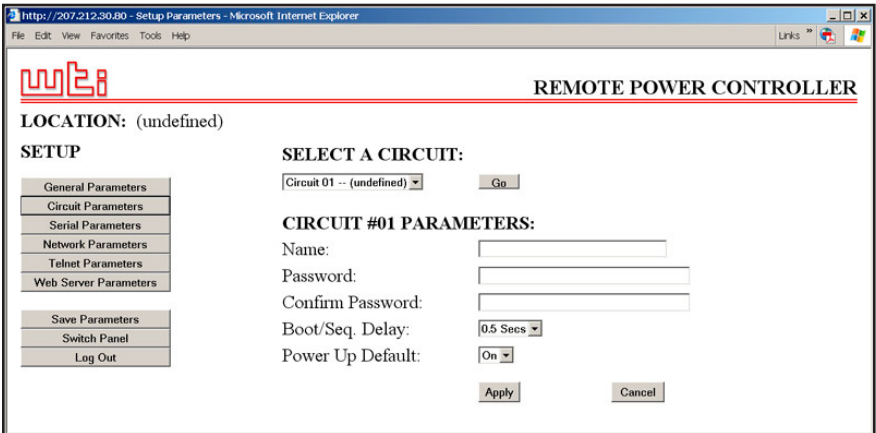 http://207.212.30.80 - Setup Parameters - Microsoft Internet Explorer
File Edit View Favorites Tools Help Links »
wti
REMOTE POWER CONTROLLER
LOCATION: (undefined)
SETUP
General Parameters
Circuit Parameters
Serial Parameters
Network Parameters
Telnet Parameters
Web Server Parameters
Save Parameters
Switch Panel
Log Out
SELECT A CIRCUIT:
Circuit 01 -- (undefined) Go
CIRCUIT #01 PARAMETERS:
Name:
Password:
Confirm Password:
Boot/Seq. Delay: 0.5 Secs
Power Up Default: On
Apply Cancel